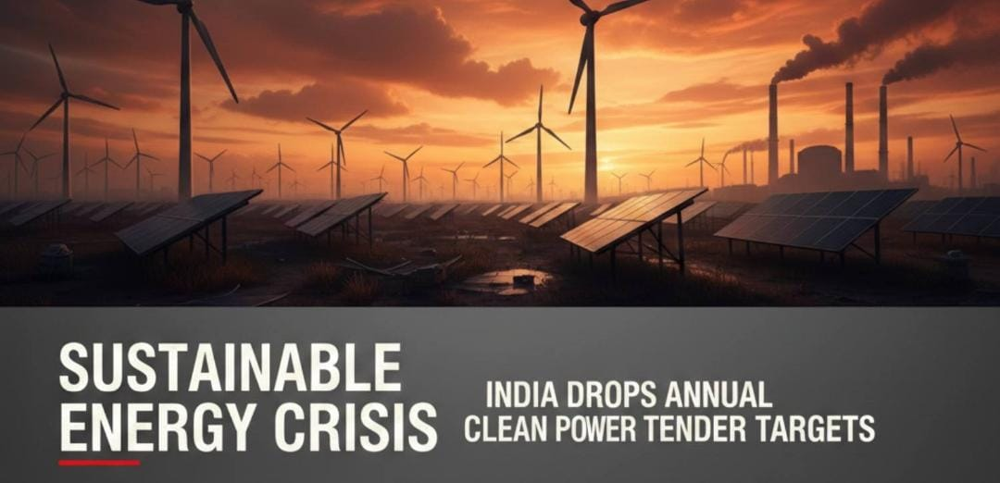 SUSTAINABLE
ENERGY CRISIS
INDIA DROPS ANNUAL
CLEAN POWER TENDER TARGETS